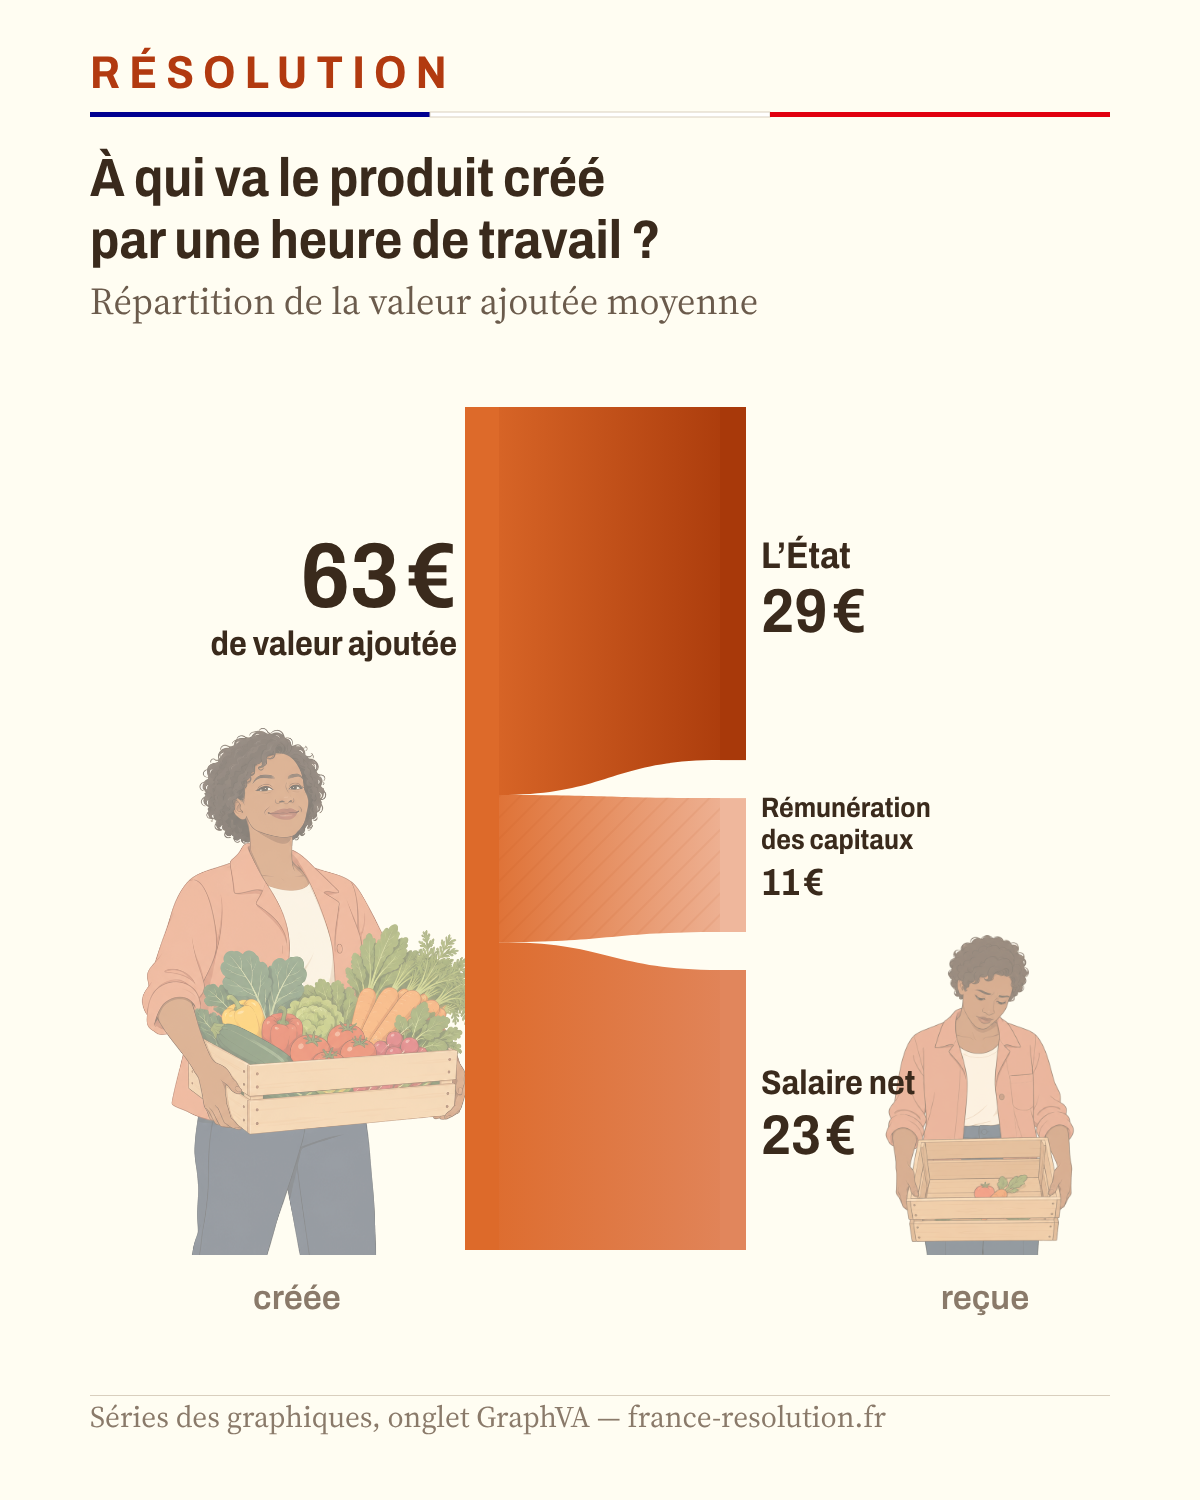 RÉSOLUTION
À qui va le produit créé
par une heure de travail ?
Répartition de la valeur ajoutée moyenne
63 €
de valeur ajoutée
L’État
29 €
Rémunération
des capitaux
11 €
Salaire net
23 €
créée
reçue
Séries des graphiques, onglet GraphVA — france-resolution.fr